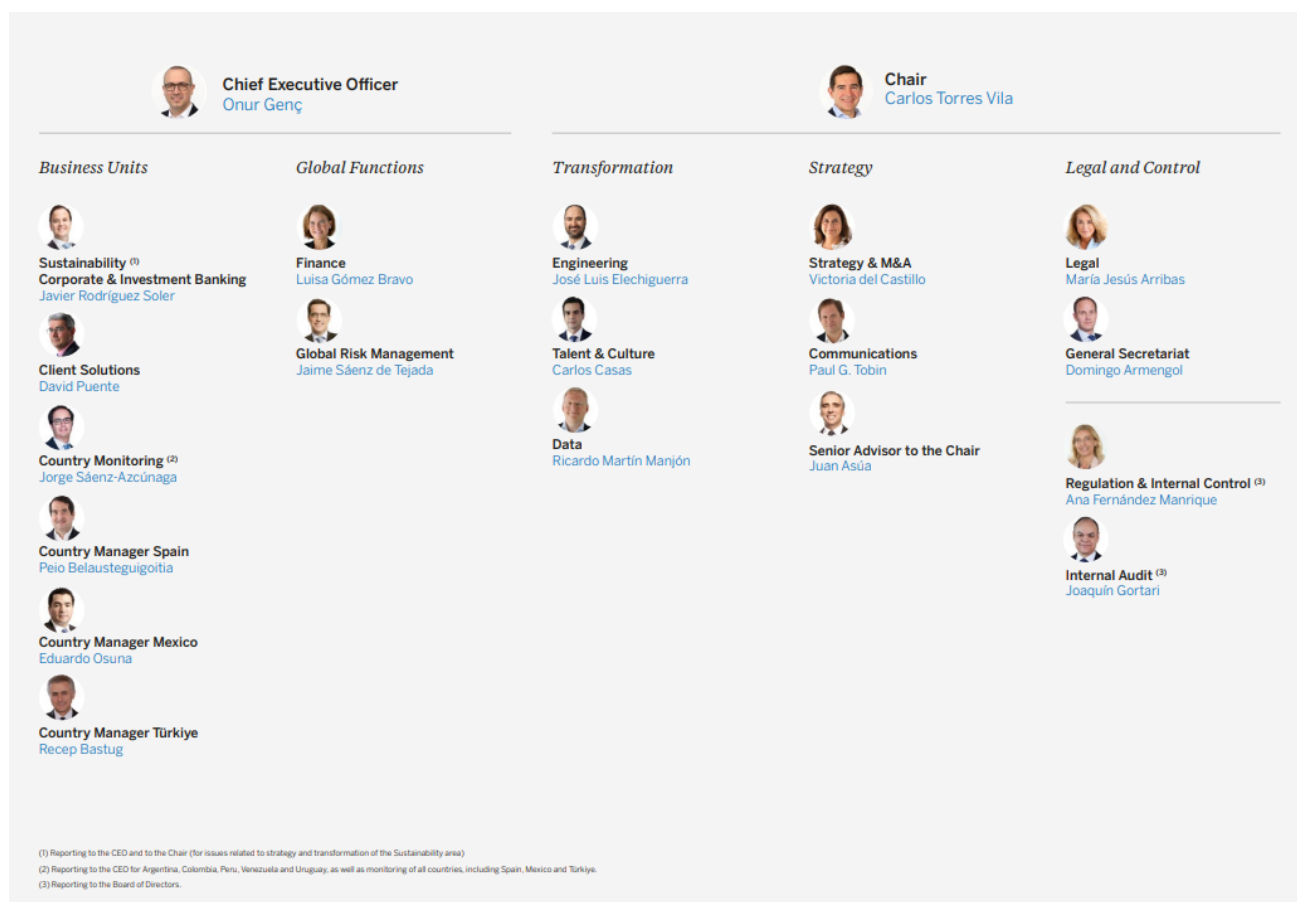 Chief Executive Officer
Onur Genç
Chair
Carlos Torres Vila
Business Units
Sustainability (1)
Corporate & Investment Banking
Javier Rodríguez Soler
Client Solutions
David Puente
Country Monitoring (2)
Jorge Sáenz-Azcúnaga
Country Manager Spain
Peio Belausteguigoitia
Country Manager Mexico
Eduardo Osuna
Country Manager Türkiye
Recep Bastug
Global Functions
Finance
Luisa Gómez Bravo
Global Risk Management
Jaime Sáenz de Tejada
Transformation
Engineering
José Luis Elechiguerra
Talent & Culture
Carlos Casas
Data
Ricardo Martín Manjón
Strategy
Strategy & M&A
Victoria del Castillo
Communications
Paul G. Tobin
Senior Advisor to the Chair
Juan Asúa
Legal and Control
Legal
María Jesús Arribas
General Secretariat
Domingo Armengol
Regulation & Internal Control (3)
Ana Fernández Manrique
Internal Audit (3)
Joaquín Gortari
(1) Reporting to the CEO and to the Chair (for issues related to strategy and transformation of the Sustainability area)
(2) Reporting to the CEO for Argentina, Colombia, Peru, Venezuela and Uruguay, as well as monitoring of all countries, including Spain, Mexico and Türkiye.
(3) Reporting to the Board of Directors.